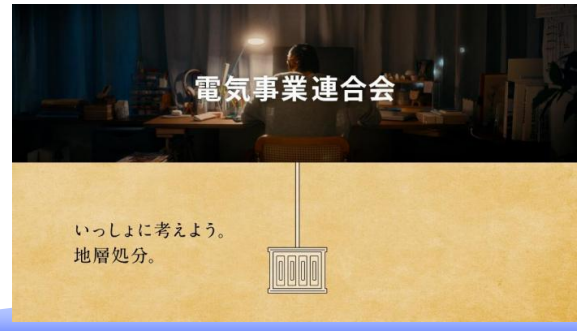 電気事業連合会
いっしょに考えよう。
地層処分。